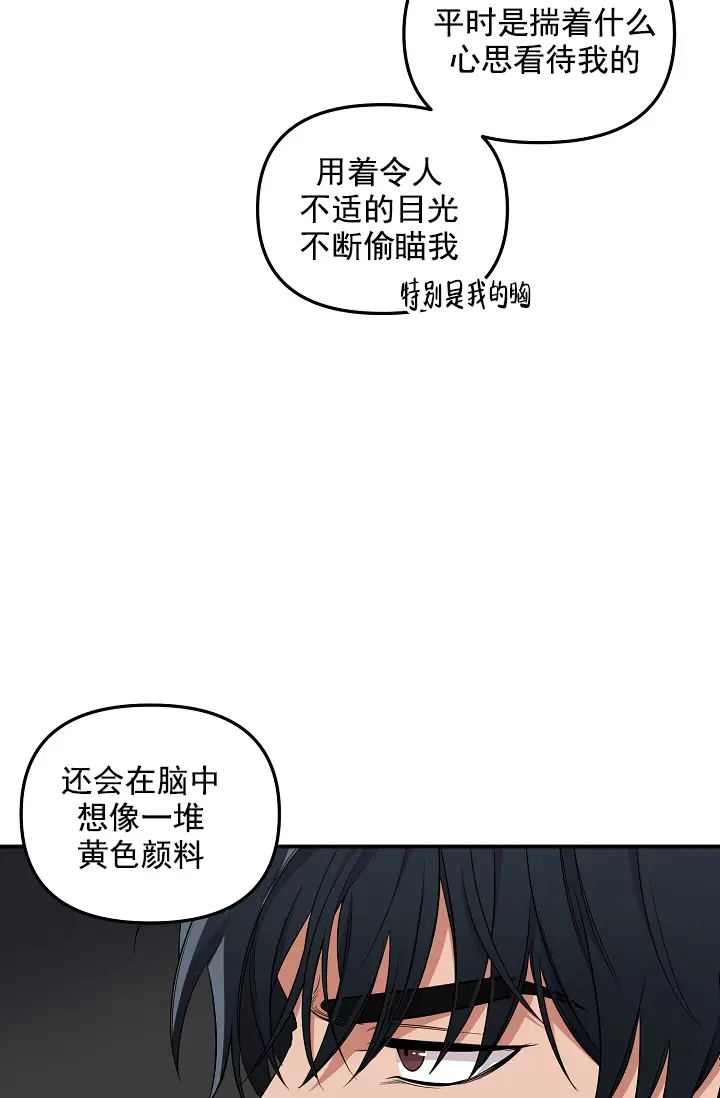 平时是揣着什么
心思看待我的
用着令人
不适的目光
不断偷瞄我
特别是我的胸
还会在脑中
想像一堆
黄色颜料